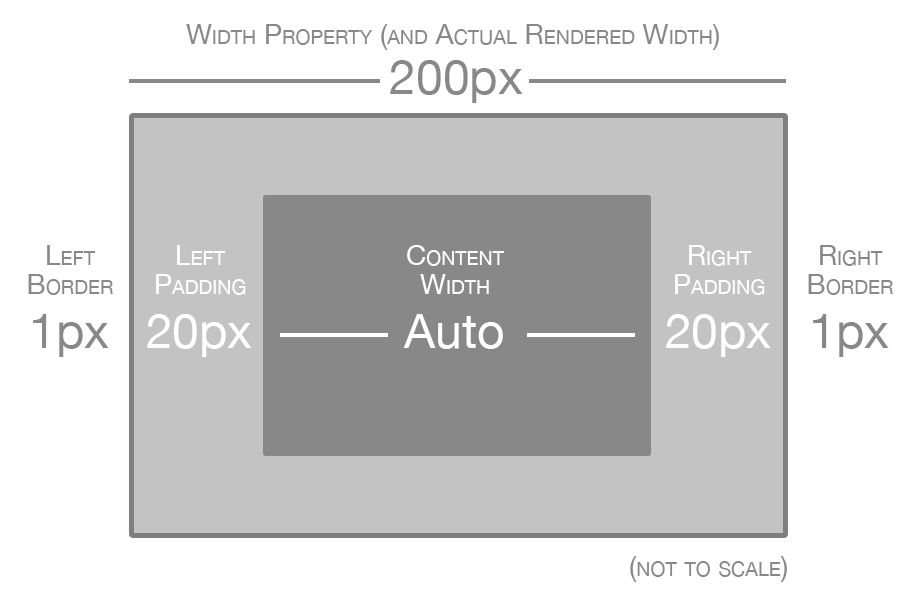 Width Property (and Actual Rendered Width)
200px
Left
Border
1px
Left
Padding
20px
Content
Width
Auto
Right
Padding
20px
Right
Border
1px
(not to scale)